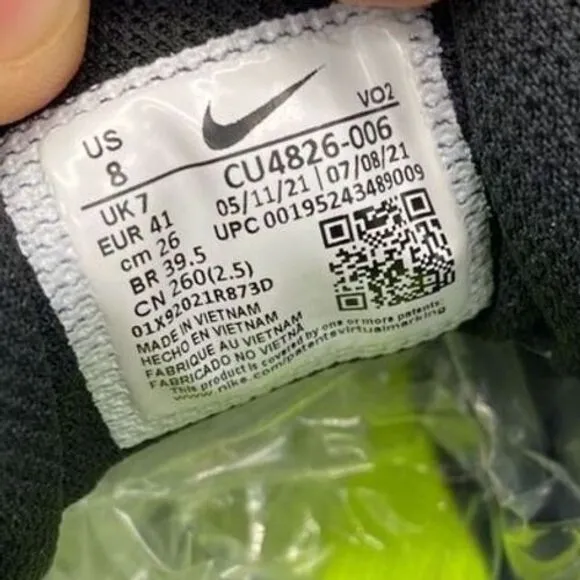 US
8
VO2
UK 7
CU4826-006
EUR 41
05/11/21 | 07/08/21
cm 26
UPC 00195243489009
BR 39.5
CN 260(2.5)
01X92021R873D
MADE IN VIETNAM
HECHO EN VIETNAM
FABRIQUE AU VIETNAM
FABRICADO NO VIETNÃ
This product is covered by one or more patents.
www.nike.com/patentsvirtualmarking